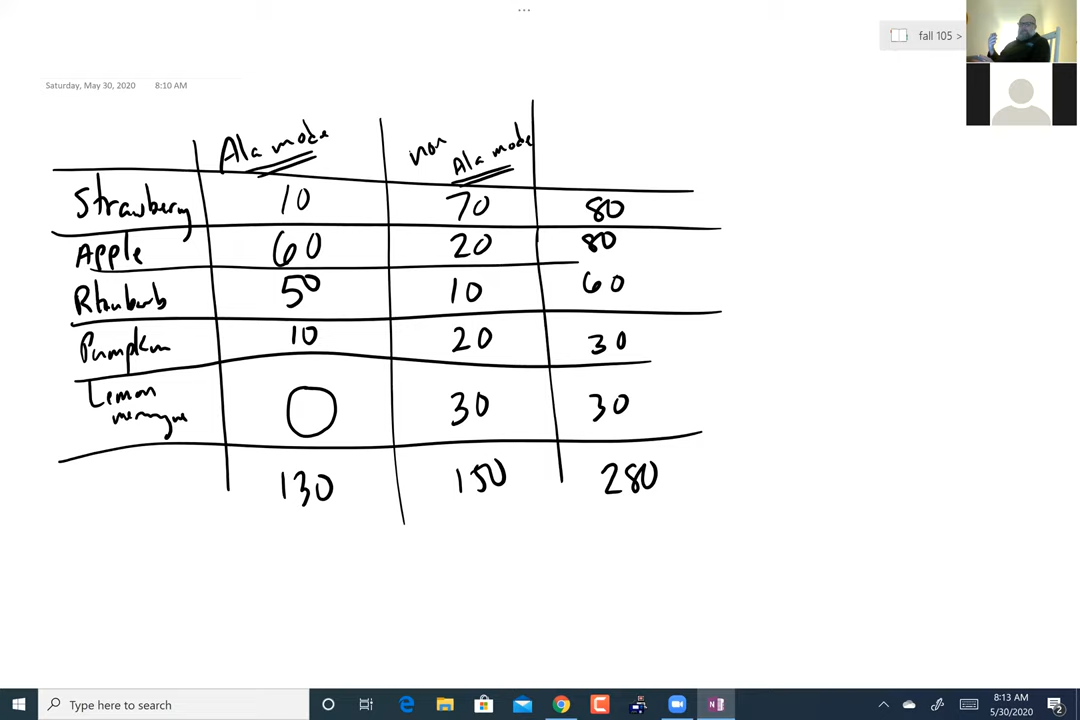 fall 105 >
Saturday, May 30, 2020 8:10 AM
Ala mode non Ala mode
Strawberry 10 70 80
Apple 60 20 80
Rhubarb 50 10 60
Pumpkin 10 20 30
Lemon 0 30 30
meringue
130 150 280
Type here to search
8:13 AM
5/30/2020
2